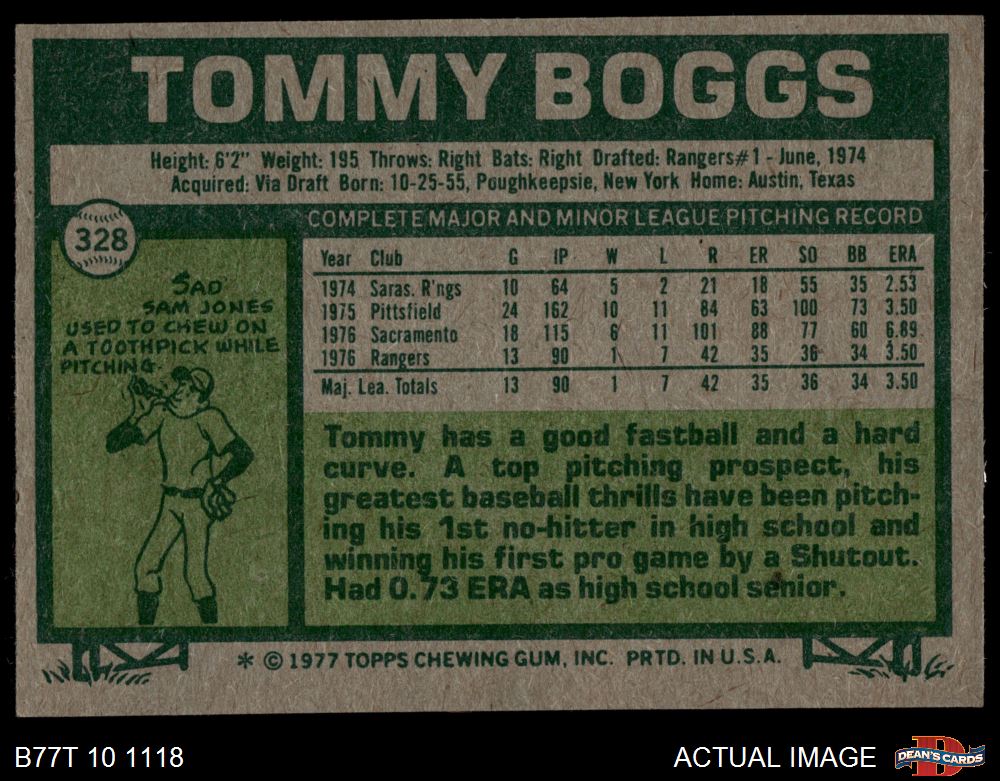 TOMMY BOGGS
Height: 6'2" Weight: 195 Throws: Right Bats: Right Drafted: Rangers#1 - June, 1974
Acquired: Via Draft Born: 10-25-55, Poughkeepsie, New York Home: Austin, Texas
328
COMPLETE MAJOR AND MINOR LEAGUE PITCHING RECORD
Year Club G IP W L R ER SO BB ERA
1974 Saras. R'ngs 10 64 5 2 21 18 55 35 2.53
1975 Pittsfield 24 162 10 11 84 63 100 73 3.50
1976 Sacramento 18 115 6 11 101 88 77 60 6.89
1976 Rangers 13 90 1 7 42 35 36 34 3.50
Maj. Lea. Totals 13 90 1 7 42 35 36 34 3.50
SAD
SAM JONES
USED TO CHEW ON
A TOOTHPICK WHILE
PITCHING.
Tommy has a good fastball and a hard
curve. A top pitching prospect, his
greatest baseball thrills have been pitch-
ing his 1st no-hitter in high school and
winning his first pro game by a Shutout.
Had 0.73 ERA as high school senior.
* © 1977 TOPPS CHEWING GUM, INC. PRTD. IN U.S.A.
B77T 10 1118
ACTUAL IMAGE
D
DEAN'S CARDS